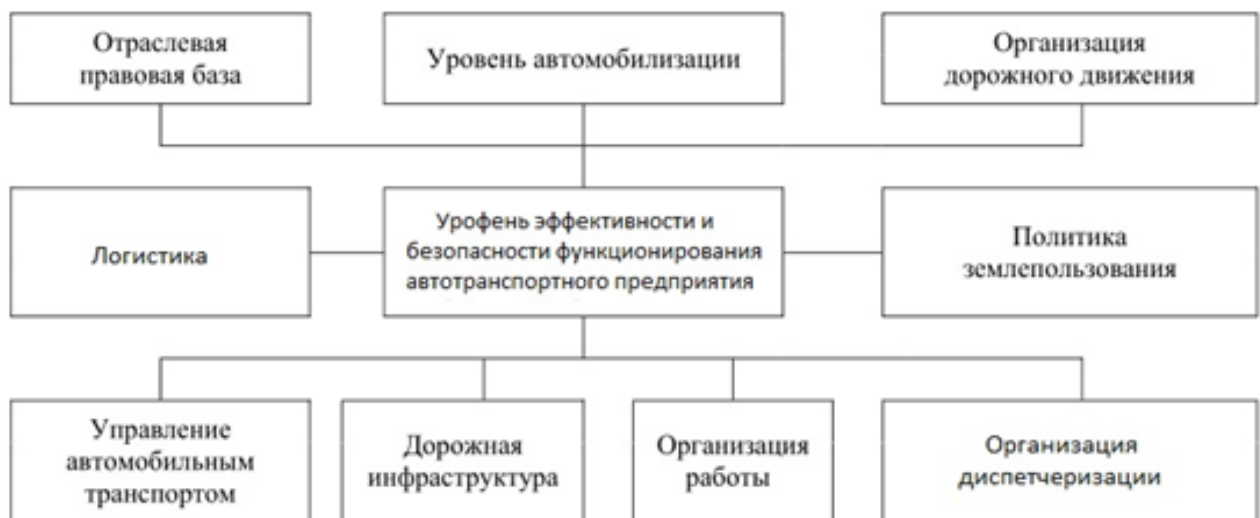 Отраслевая
правовая база
Уровень автомобилизации
Организация
дорожного движения
Логистика
Урофень эффективности и
безопасности функционирования
автотранспортного предприятия
Политика
землепользования
Управление
автомобильным
транспортом
Дорожная
инфраструктура
Организация
работы
Организация
диспетчеризации